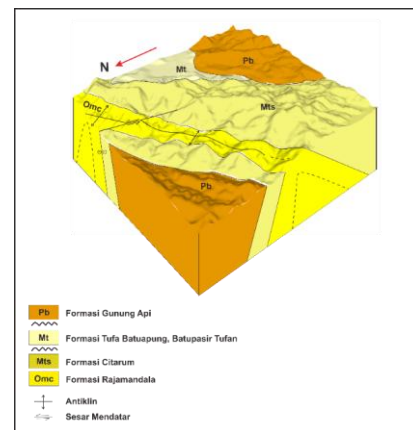 N
Mt
Pb
Omc
Mts
Pb
Pb Formasi Gunung Api
Mt Formasi Tufa Batuapung, Batupasir Tufan
Mts Formasi Citarum
Omc Formasi Rajamandala
Antiklin
Sesar Mendatar